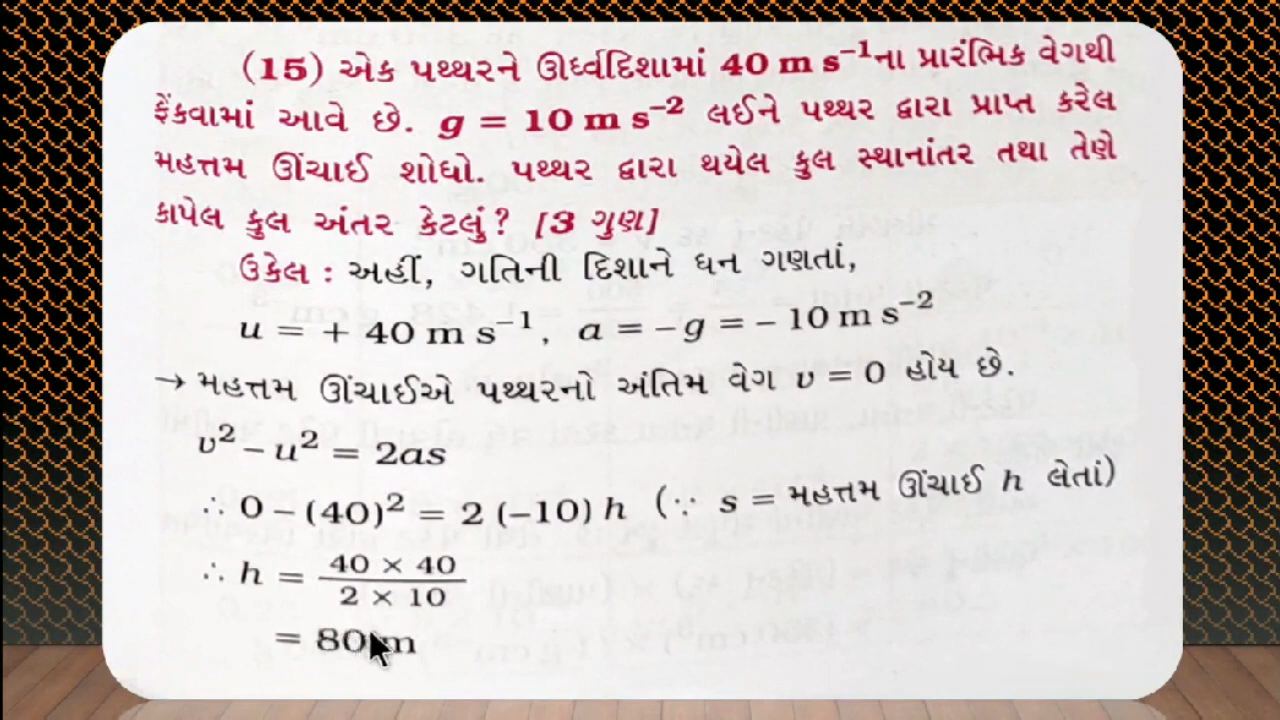 (15) એક પથ્થરને ઊર્ધ્વદિશામાં 40 m s⁻¹ના પ્રારંભિક વેગથી
ફેંકવામાં આવે છે. g = 10 m s⁻² લઈને પથ્થર દ્વારા પ્રાપ્ત કરેલ
મહત્તમ ઊંચાઈ શોધો. પથ્થર દ્વારા થયેલ કુલ સ્થાનાંતર તથા તેણે
કાપેલ કુલ અંતર કેટલું? [3 ગુણ]
ઉકેલ : અહીં, ગતિની દિશાને ધન ગણતાં,
u = + 40 m s⁻¹, a = – g = – 10 m s⁻²
→ મહત્તમ ઊંચાઈએ પથ્થરનો અંતિમ વેગ υ = 0 હોય છે.
υ² – u² = 2as
∴ 0 – (40)² = 2 (–10) h (∵ s = મહત્તમ ઊંચાઈ h લેતાં)
∴ h = 40 × 40 / 2 × 10
= 80 m